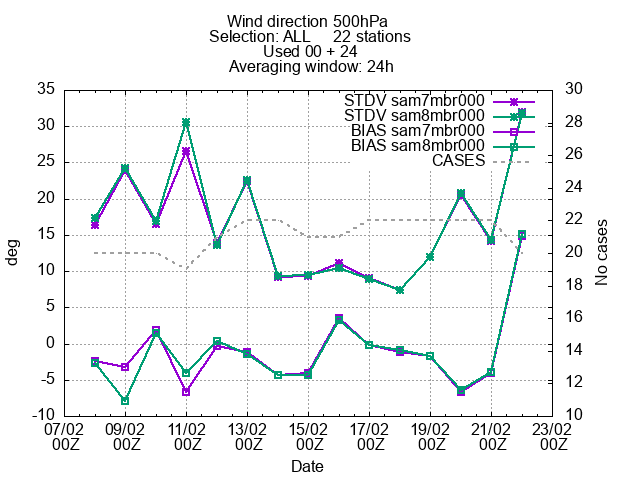 Wind direction 500hPa
Selection: ALL 22 stations
Used 00 + 24
Averaging window: 24h
STDV sam7mbr000
STDV sam8mbr000
BIAS sam7mbr000
BIAS sam8mbr000
CASES
35
30
25
20
15
10
5
0
-5
-10
deg
30
28
26
24
22
20
18
16
14
12
10
No cases
07/02 09/02 11/02 13/02 15/02 17/02 19/02 21/02 23/02
00Z 00Z 00Z 00Z 00Z 00Z 00Z 00Z 00Z
Date